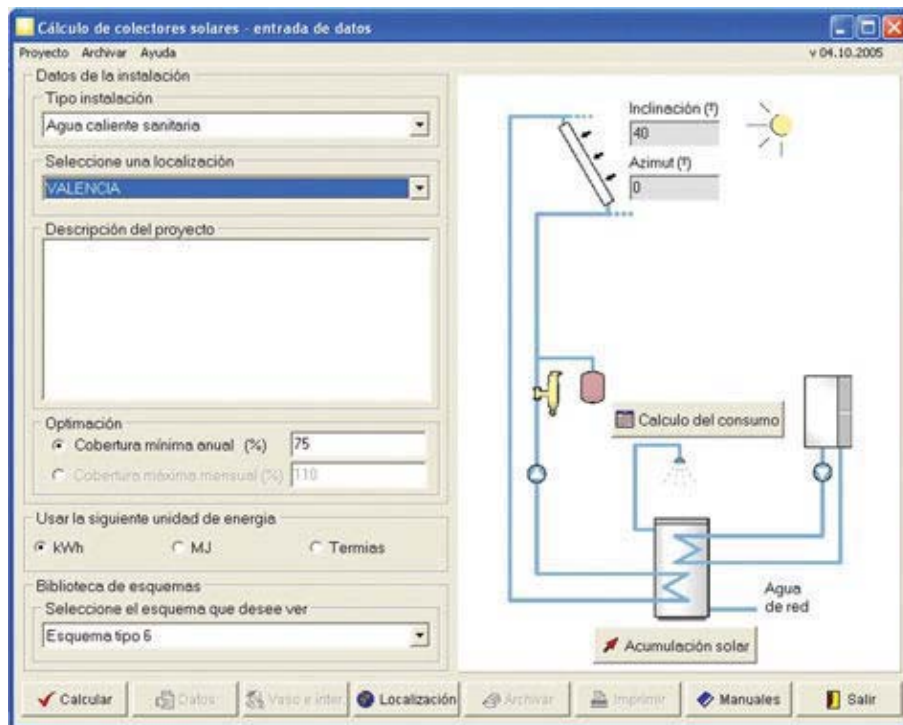 Cálculo de colectores solares - entrada de datos
Proyecto Archivar Ayuda
v 04.10.2005
Datos de la instalación
Tipo instalación
Agua caliente sanitaria
Seleccione una localización
VALENCIA
Descripción del proyecto
Optimación
Cobertura mínima anual (%) 75
Cobertura máxima mensual (%) 110
Usar la siguiente unidad de energia
kWh MJ Termias
Biblioteca de esquemas
Seleccione el esquema que desee ver
Esquema tipo 6
Inclinación (º)
40
Azimut (º)
0
Calculo del consumo
Agua
de red
Acumulación solar
Calcular Datos Vaso e inter. Localización Archivar Imprimir Manuales Salir